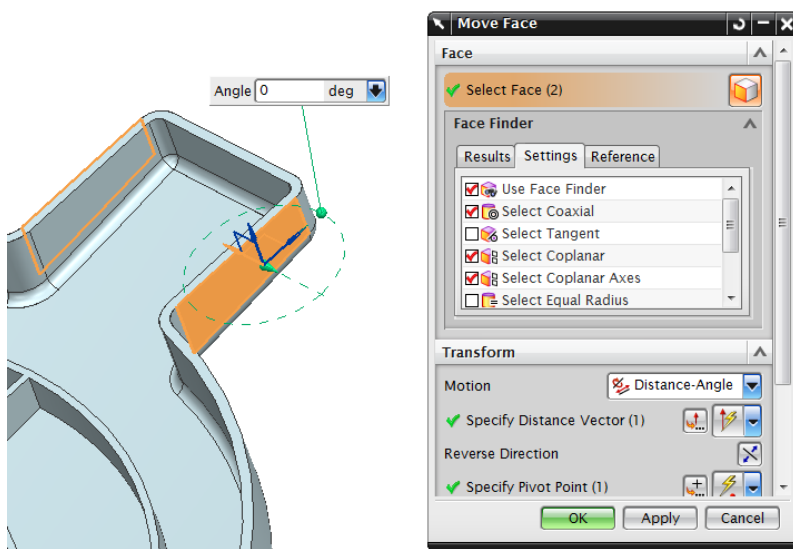 Move Face
Face
Select Face (2)
Face Finder
Results Settings Reference
Use Face Finder
Select Coaxial
Select Tangent
Select Coplanar
Select Coplanar Axes
Select Equal Radius
Transform
Motion Distance-Angle
Specify Distance Vector (1)
Reverse Direction
Specify Pivot Point (1)
OK Apply Cancel
Angle 0 deg